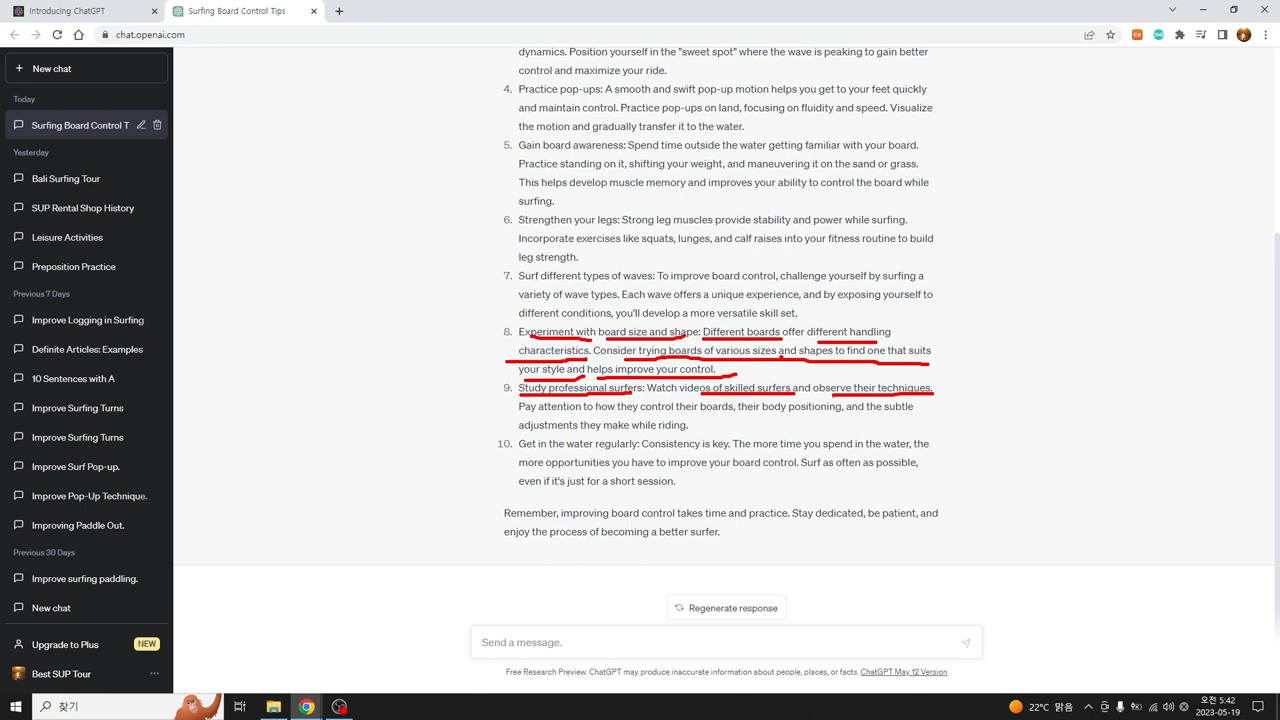 Introducing ChatGPT
Surfing Board Control Tips
chat.openai.com
New chat
Today
Surfing Board Control T
Yesterday
Bali Surfing Tour
SUP Rental Shop History
Leisure Activities
Preposition Practice
Previous 7 Days
Improve Logging in Surfing
Definite Articles: Examples
10 Sentences with A
Improve Surfing Turns
Improve Surfing Turns
Improve Surf Pop-up.
Improve Pop-Up Technique.
Improving Paddle Out.
Previous 30 Days
Improve surfing paddling.
New chat
Upgrade to Plus NEW
Best SUP Tour
dynamics. Position yourself in the "sweet spot" where the wave is peaking to gain better
control and maximize your ride.
4. Practice pop-ups: A smooth and swift pop-up motion helps you get to your feet quickly
and maintain control. Practice pop-ups on land, focusing on fluidity and speed. Visualize
the motion and gradually transfer it to the water.
5. Gain board awareness: Spend time outside the water getting familiar with your board.
Practice standing on it, shifting your weight, and maneuvering it on the sand or grass.
This helps develop muscle memory and improves your ability to control the board while
surfing.
6. Strengthen your legs: Strong leg muscles provide stability and power while surfing.
Incorporate exercises like squats, lunges, and calf raises into your fitness routine to build
leg strength.
7. Surf different types of waves: To improve board control, challenge yourself by surfing a
variety of wave types. Each wave offers a unique experience, and by exposing yourself to
different conditions, you'll develop a more versatile skill set.
8. Experiment with board size and shape: Different boards offer different handling
characteristics. Consider trying boards of various sizes and shapes to find one that suits
your style and helps improve your control.
9. Study professional surfers: Watch videos of skilled surfers and observe their techniques.
Pay attention to how they control their boards, their body positioning, and the subtle
adjustments they make while riding.
10. Get in the water regularly: Consistency is key. The more time you spend in the water, the
more opportunities you have to improve your board control. Surf as often as possible,
even if it's just for a short session.
Remember, improving board control takes time and practice. Stay dedicated, be patient, and
enjoy the process of becoming a better surfer.
Regenerate response
Send a message.
Free Research Preview. ChatGPT may produce inaccurate information about people, places, or facts. ChatGPT May 12 Version
찾기
22°C 맑음
오전 5:42
2023-05-19